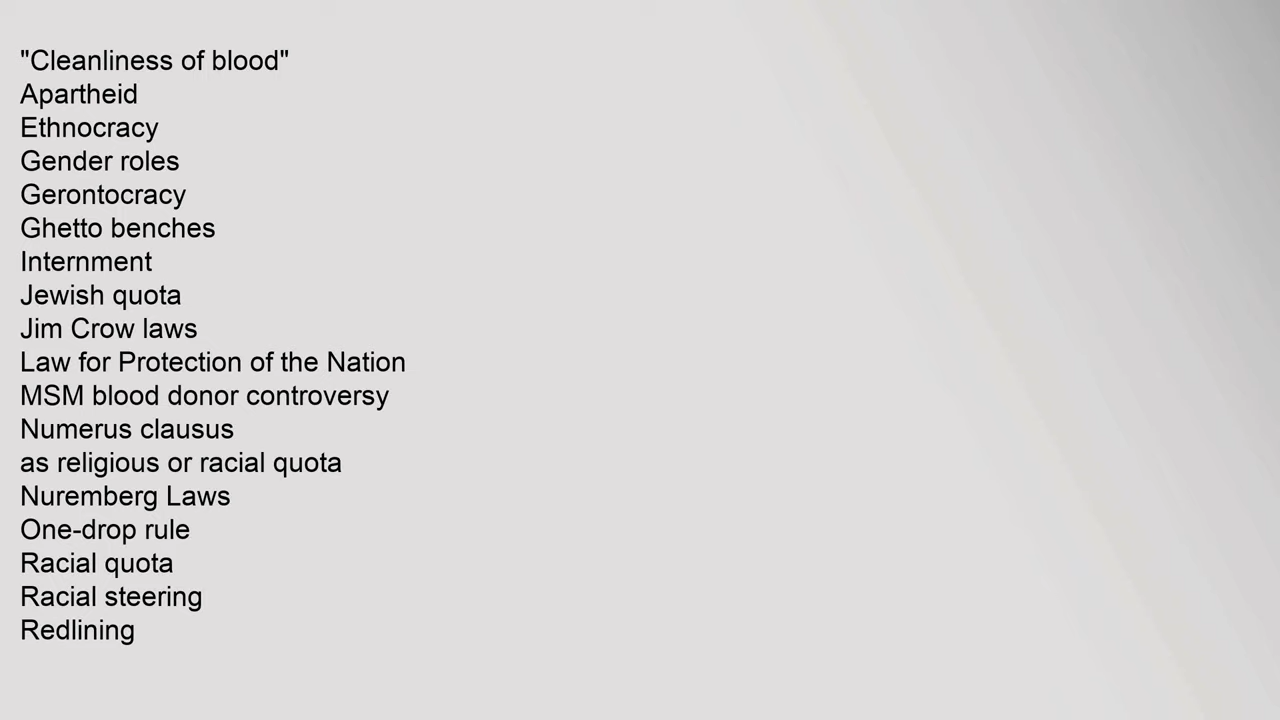 "Cleanliness of blood"
Apartheid
Ethnocracy
Gender roles
Gerontocracy
Ghetto benches
Internment
Jewish quota
Jim Crow laws
Law for Protection of the Nation
MSM blood donor controversy
Numerus clausus
as religious or racial quota
Nuremberg Laws
One-drop rule
Racial quota
Racial steering
Redlining